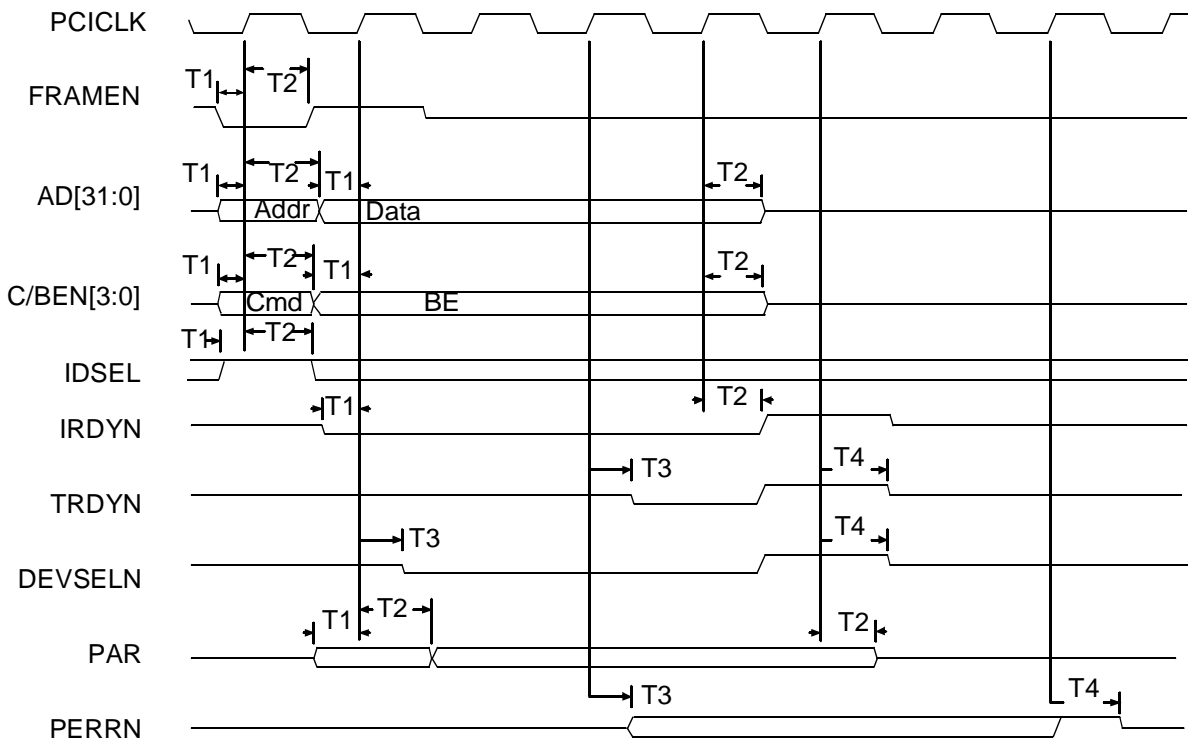 PCICLK
T1 T2
FRAMEN
T1 T2 T1 T2
AD[31:0]
Addr Data
T1 T2 T1 T2
C/BEN[3:0]
Cmd BE
T1 T2
IDSEL
T1 T2
IRDYN
T3 T4
TRDYN
T3 T4
DEVSELN
T1 T2 T2
PAR
T3 T4
PERRN